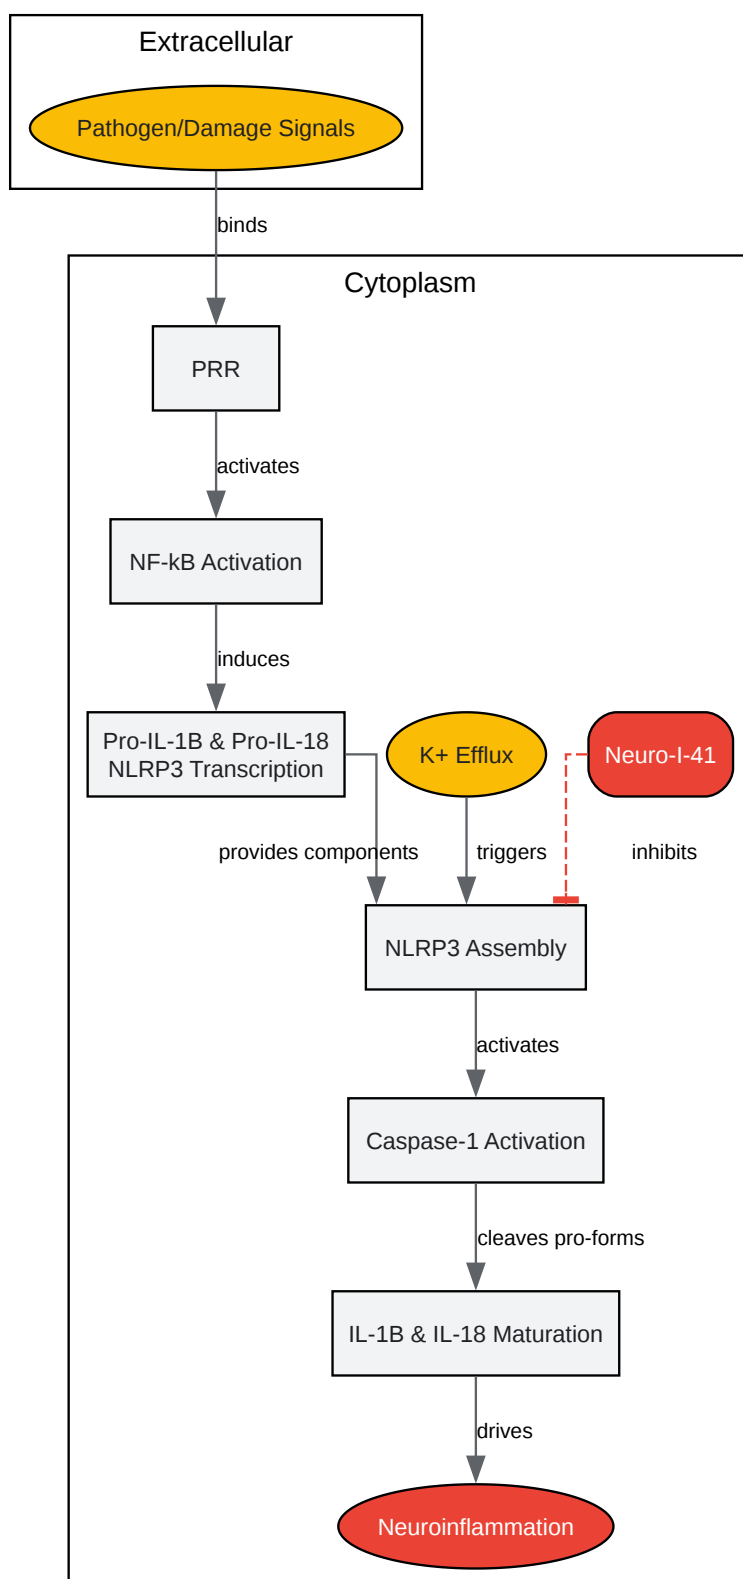 Extracellular
Pathogen/Damage Signals
binds
Cytoplasm
PRR
activates
NF-kB Activation
induces
Pro-IL-1B & Pro-IL-18
NLRP3 Transcription
K+ Efflux
Neuro-I-41
provides components
triggers
inhibits
NLRP3 Assembly
activates
Caspase-1 Activation
cleaves pro-forms
IL-1B & IL-18 Maturation
drives
Neuroinflammation